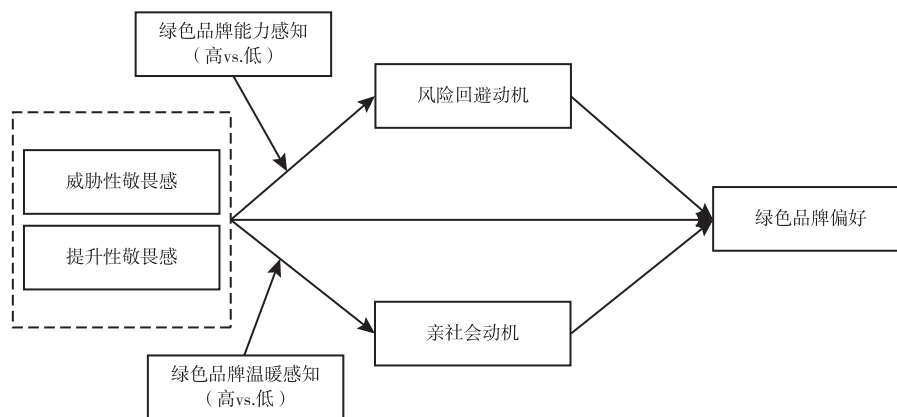 绿色品牌能力感知
（高vs.低）
风险回避动机
威胁性敬畏感
绿色品牌偏好
提升性敬畏感
亲社会动机
绿色品牌温暖感知
（高vs.低）